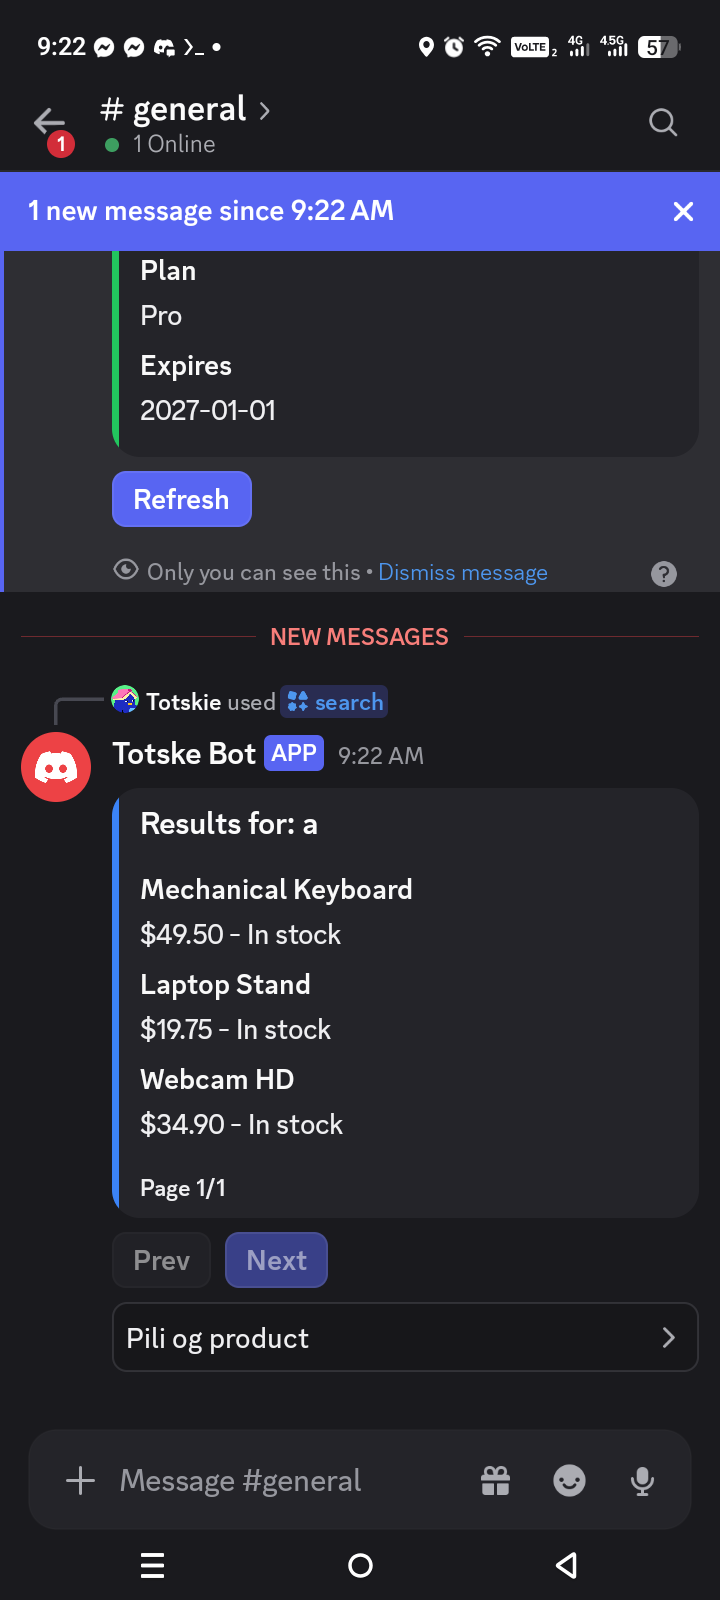 9:22
VoLTE 2 4G 4.5G 57
# general
1
1 Online
1 new message since 9:22 AM
Plan
Pro
Expires
2027-01-01
Refresh
Only you can see this • Dismiss message
?
NEW MESSAGES
Totskie used search
Totske Bot APP 9:22 AM
Results for: a
Mechanical Keyboard
$49.50 - In stock
Laptop Stand
$19.75 - In stock
Webcam HD
$34.90 - In stock
Page 1/1
Prev Next
Pili og product
Message #general